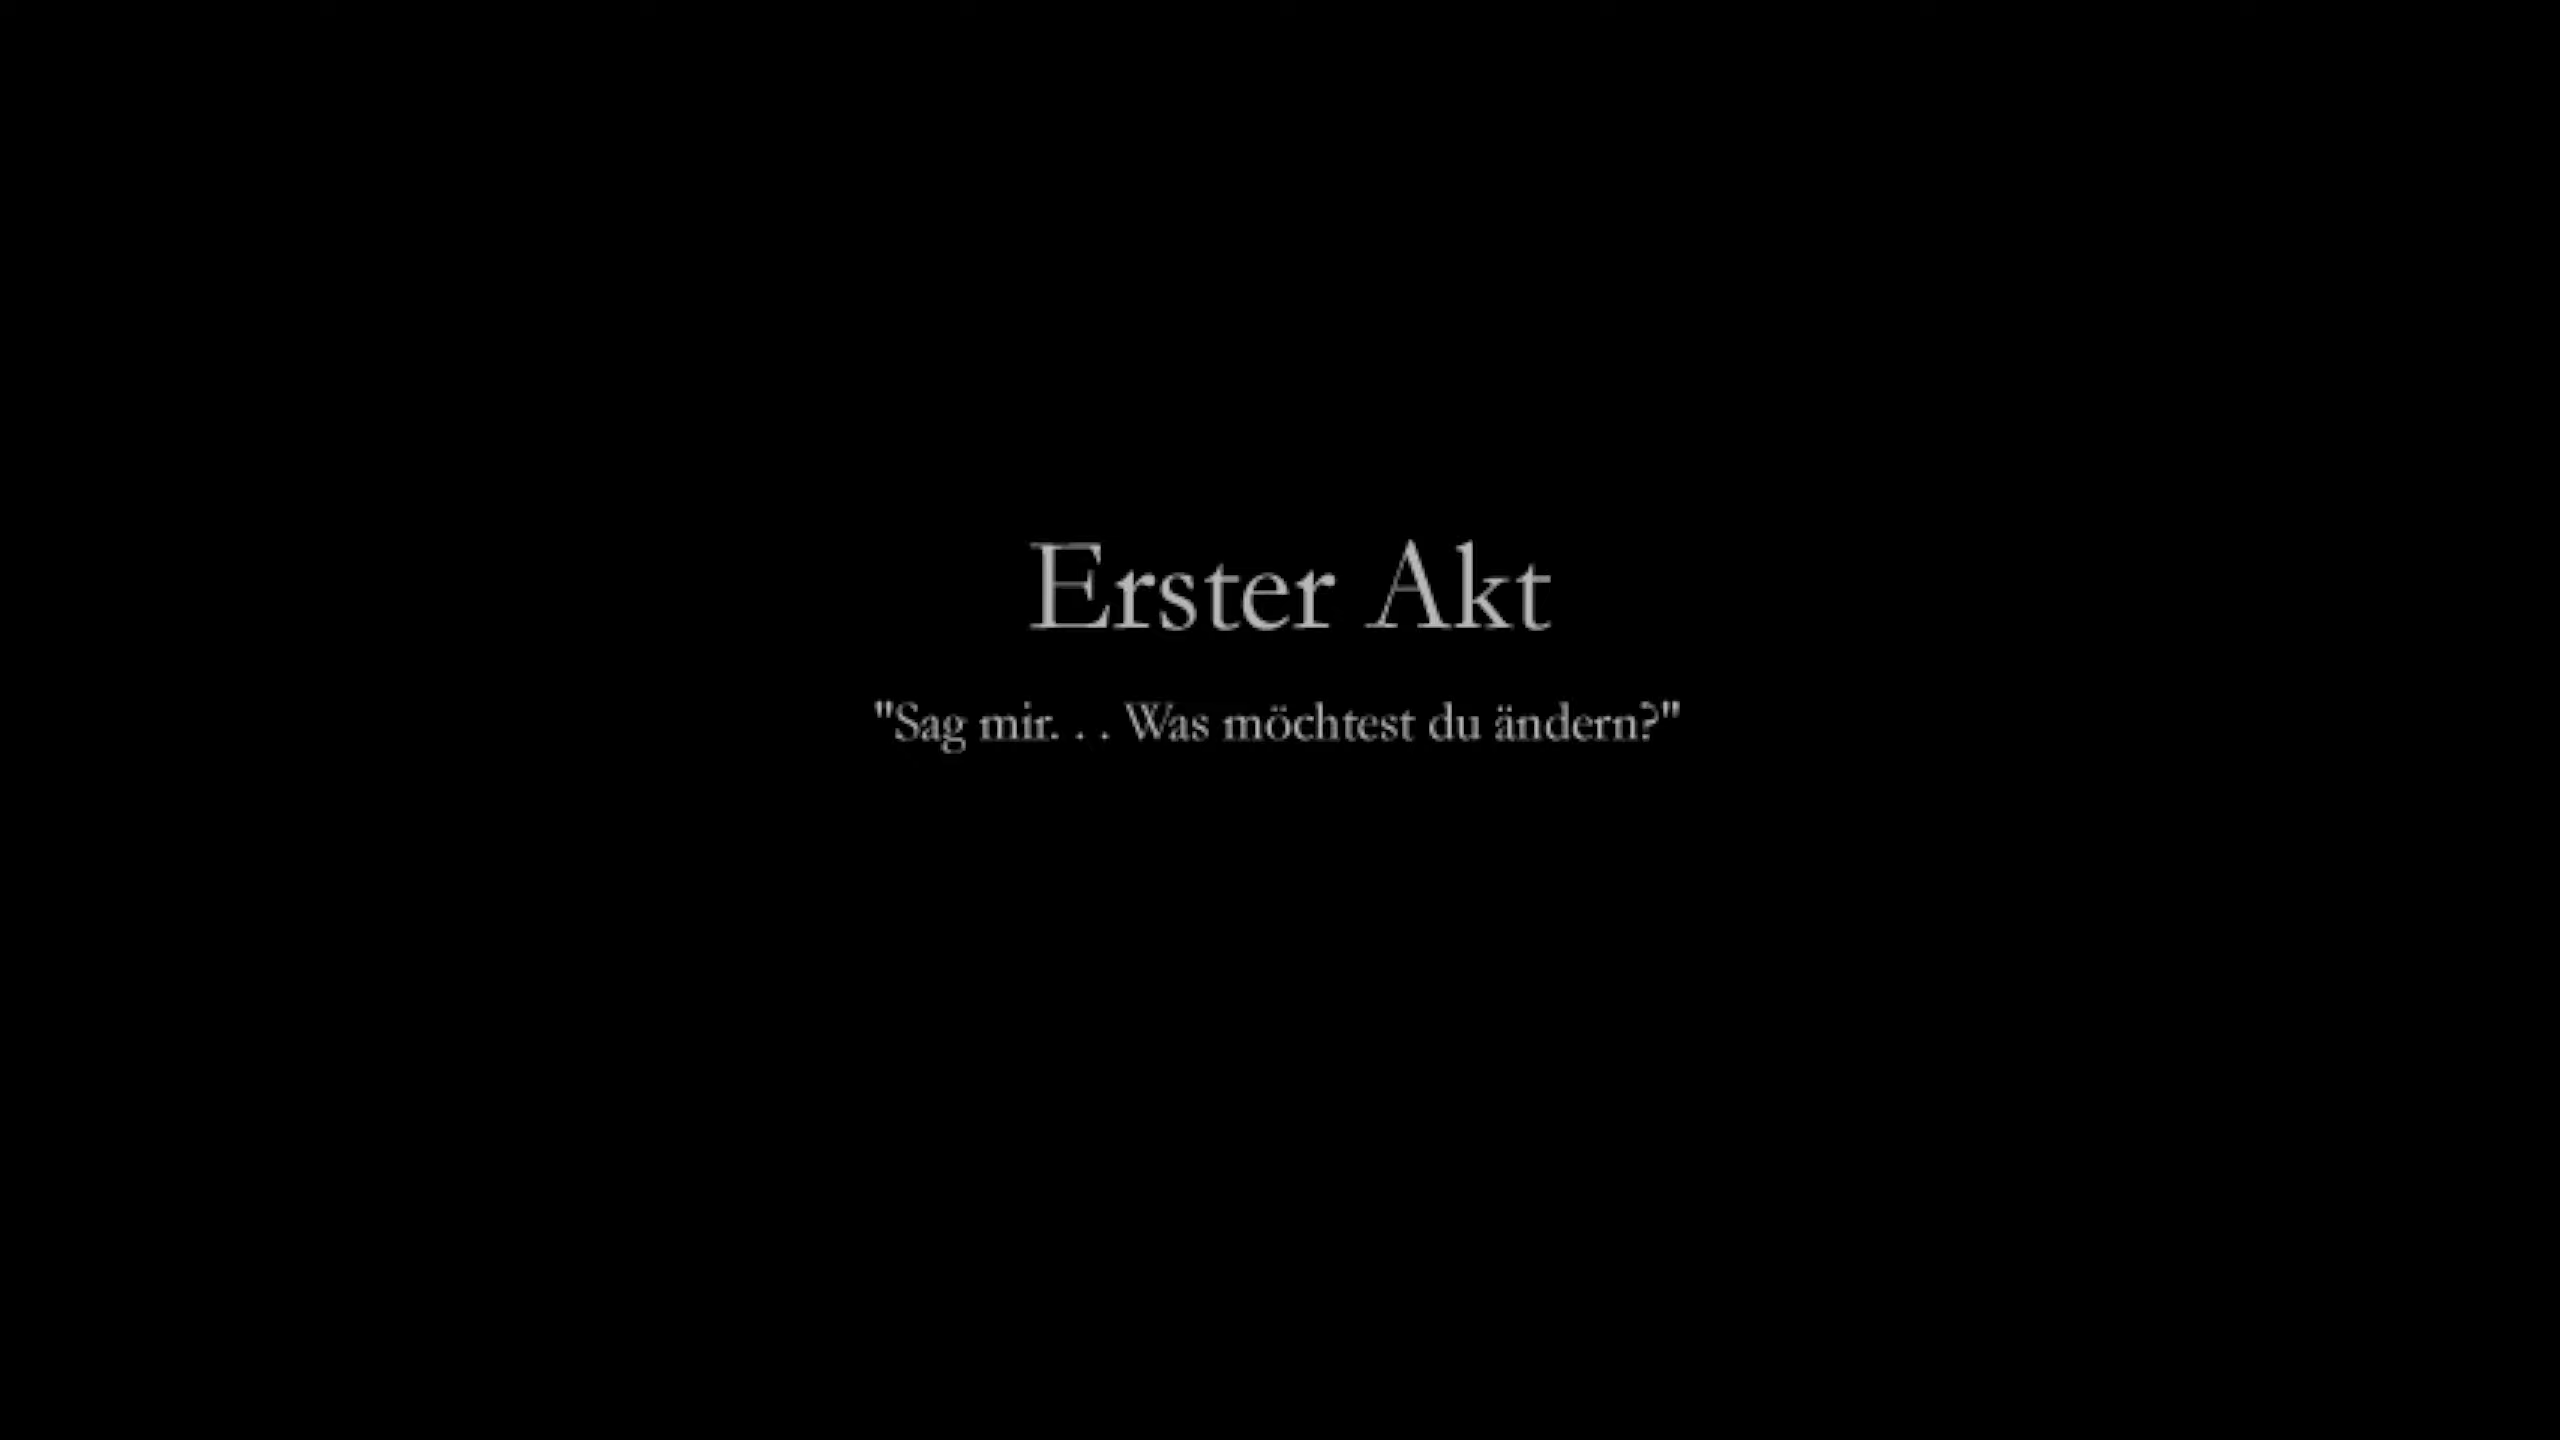 Erster Akt
"Sag mir. . . Was möchtest du ändern?"